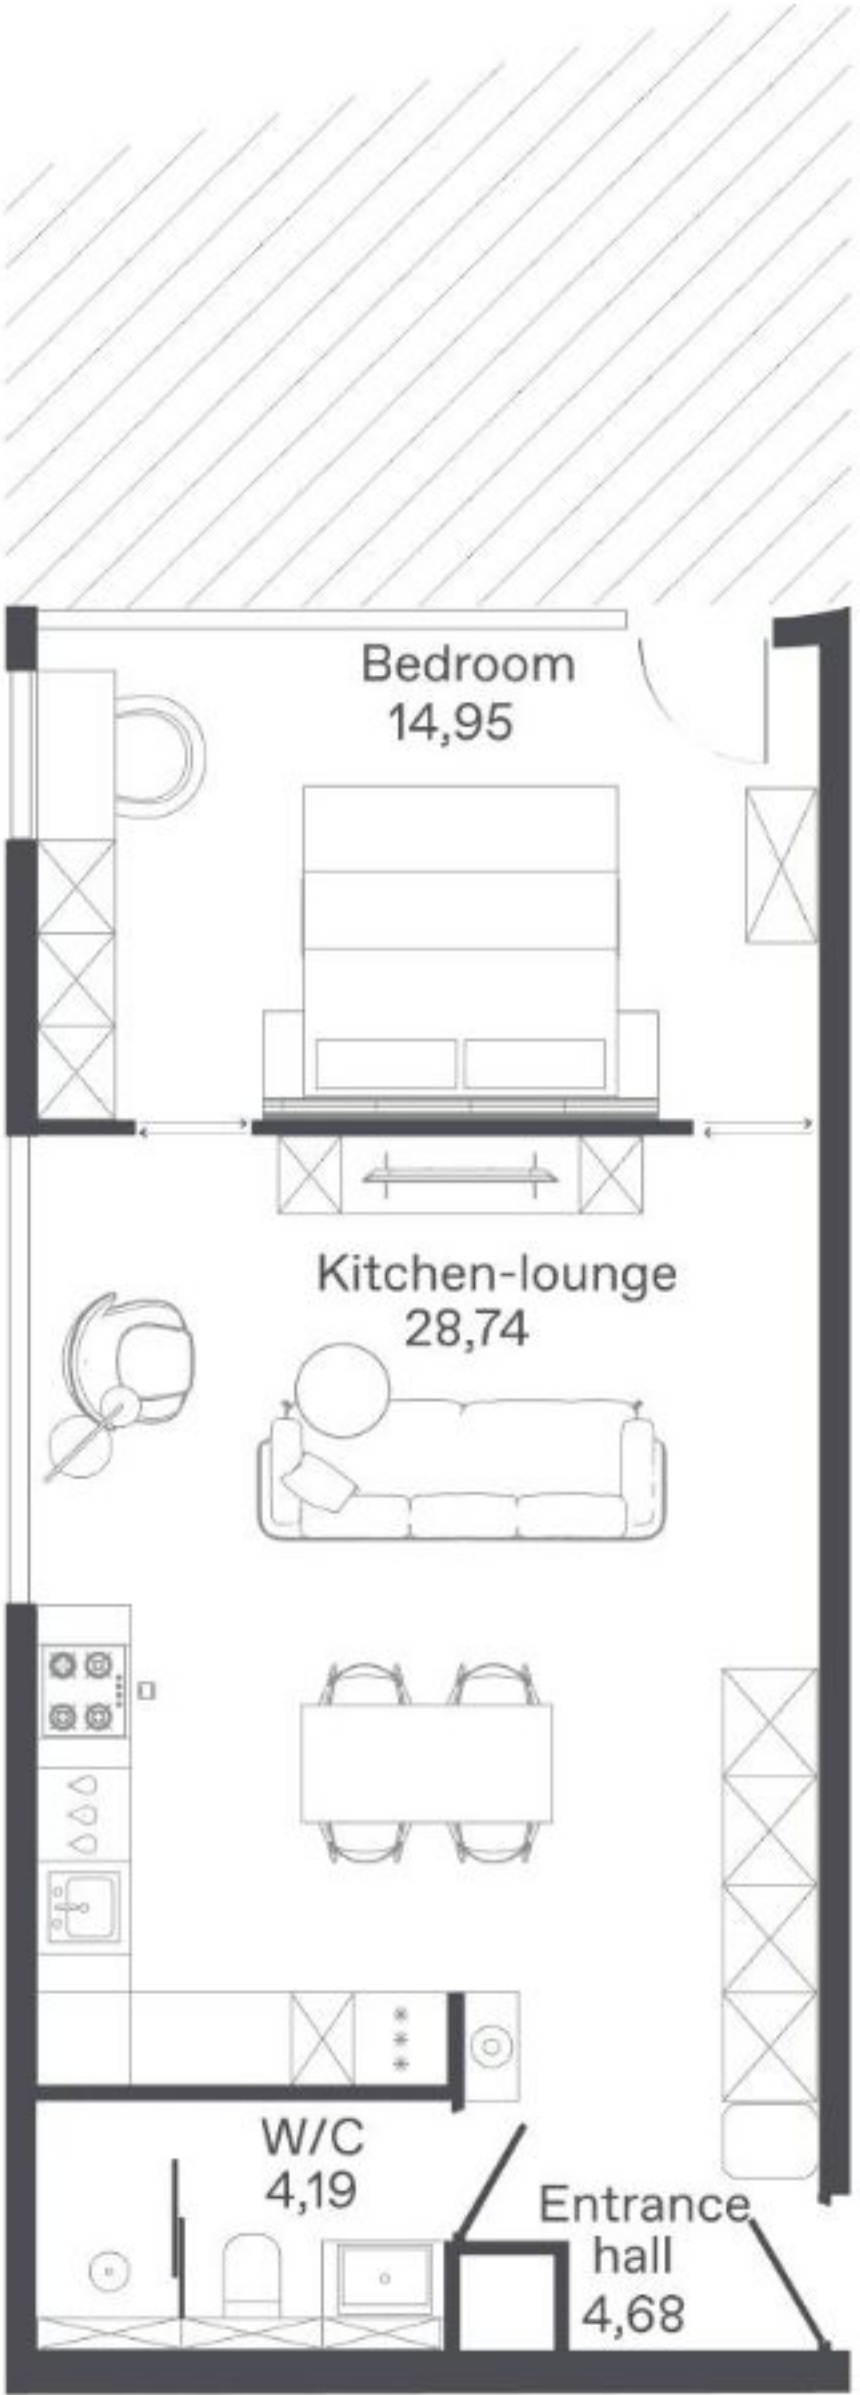 Bedroom
14,95
Kitchen-lounge
28,74
W/C
4,19
Entrance
hall
4,68